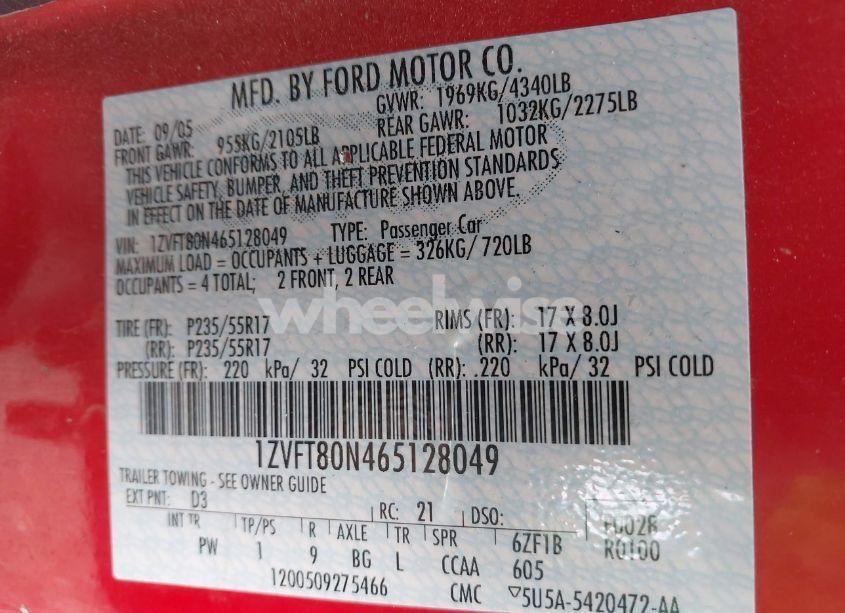 MFD. BY FORD MOTOR CO.
DATE: 09/05 GVWR: 1969KG/4340LB
FRONT GAWR: 955KG/2105LB REAR GAWR: 1032KG/2275LB
THIS VEHICLE CONFORMS TO ALL APPLICABLE FEDERAL MOTOR
VEHICLE SAFETY, BUMPER, AND THEFT PREVENTION STANDARDS
IN EFFECT ON THE DATE OF MANUFACTURE SHOWN ABOVE.
VIN: 1ZVFT80N465128049 TYPE: Passenger Car
MAXIMUM LOAD = OCCUPANTS + LUGGAGE = 326KG/ 720LB
OCCUPANTS = 4 TOTAL; 2 FRONT, 2 REAR
wheelwise
TIRE (FR): P235/55R17 RIMS (FR): 17 X 8.0J
(RR): P235/55R17 (RR): 17 X 8.0J
PRESSURE (FR): 220 kPa/ 32 PSI COLD (RR): 220 kPa/ 32 PSI COLD
1ZVFT80N465128049
TRAILER TOWING - SEE OWNER GUIDE
EXT PNT: D3 RC: 21 DSO:
INT TR TP/PS R AXLE TR SPR 6ZF1B
PW 1 9 BG L CCAA 605 R0100
1200509275466 CMC 5U5A-5420472-AA